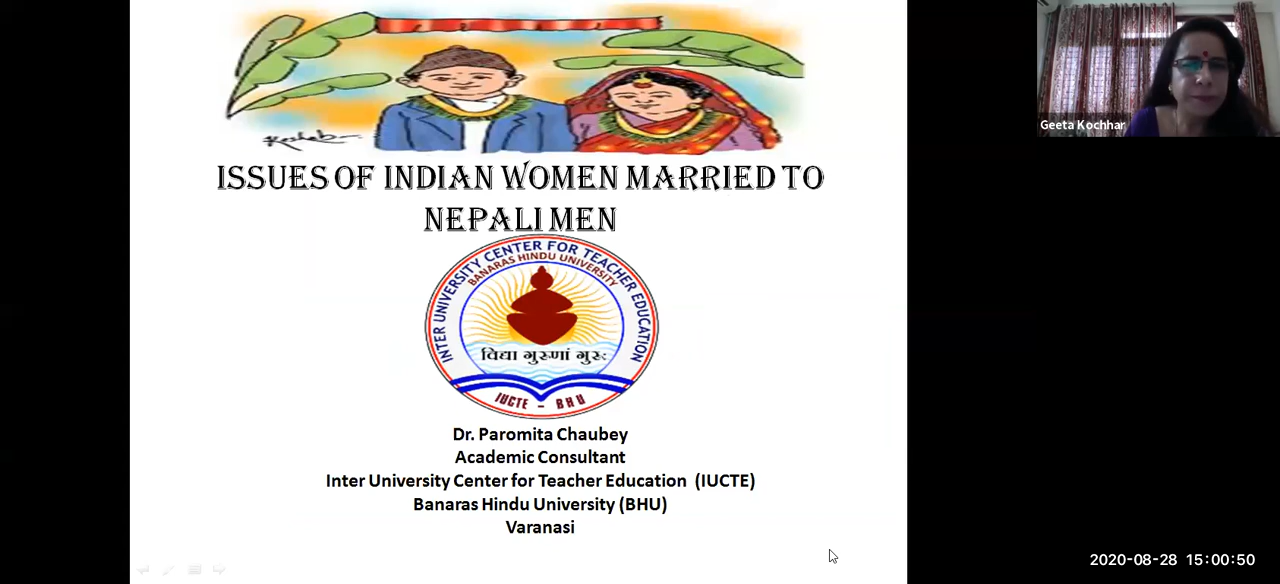 Keshab
ISSUES OF INDIAN WOMEN MARRIED TO
NEPALI MEN
INTER UNIVERSITY CENTER FOR TEACHER EDUCATION
BANARAS HINDU UNIVERSITY
विद्या गुरूणां गुरूः
IUCTE - BHU
Dr. Paromita Chaubey
Academic Consultant
Inter University Center for Teacher Education (IUCTE)
Banaras Hindu University (BHU)
Varanasi
Geeta Kochhar
2020-08-28 15:00:50